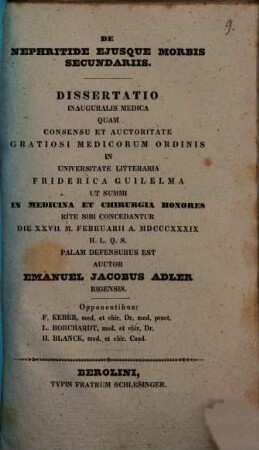 9.
DE
NEPHRITIDE EJUSQUE MORBIS
SECUNDARIIS.
DISSERTATIO
INAUGURALIS MEDICA
QUAM
CONSENSU ET AUCTORITATE
GRATIOSI MEDICORUM ORDINIS
IN
UNIVERSITATE LITTERARIA
FRIDERICA GUILELMA
UT SUMMI
IN MEDICINA ET CHIRURGIA HONORES
RITE SIBI CONCEDANTUR
DIE XXVII. M. FEBRUARII A. MDCCCXXXIX
H. L. Q. S.
PALAM DEFENSURUS EST
AUCTOR
EMANUEL JACOBUS ADLER
RIGENSIS.
Opponentibus:
F. KEBER, med. et chir. Dr. med. pract.
L. BORCHARDT, med. et chir. Dr.
H. BLANCK, med. et chir. Cand.
BEROLINI,
TYPIS FRATRUM SCHLESINGER.